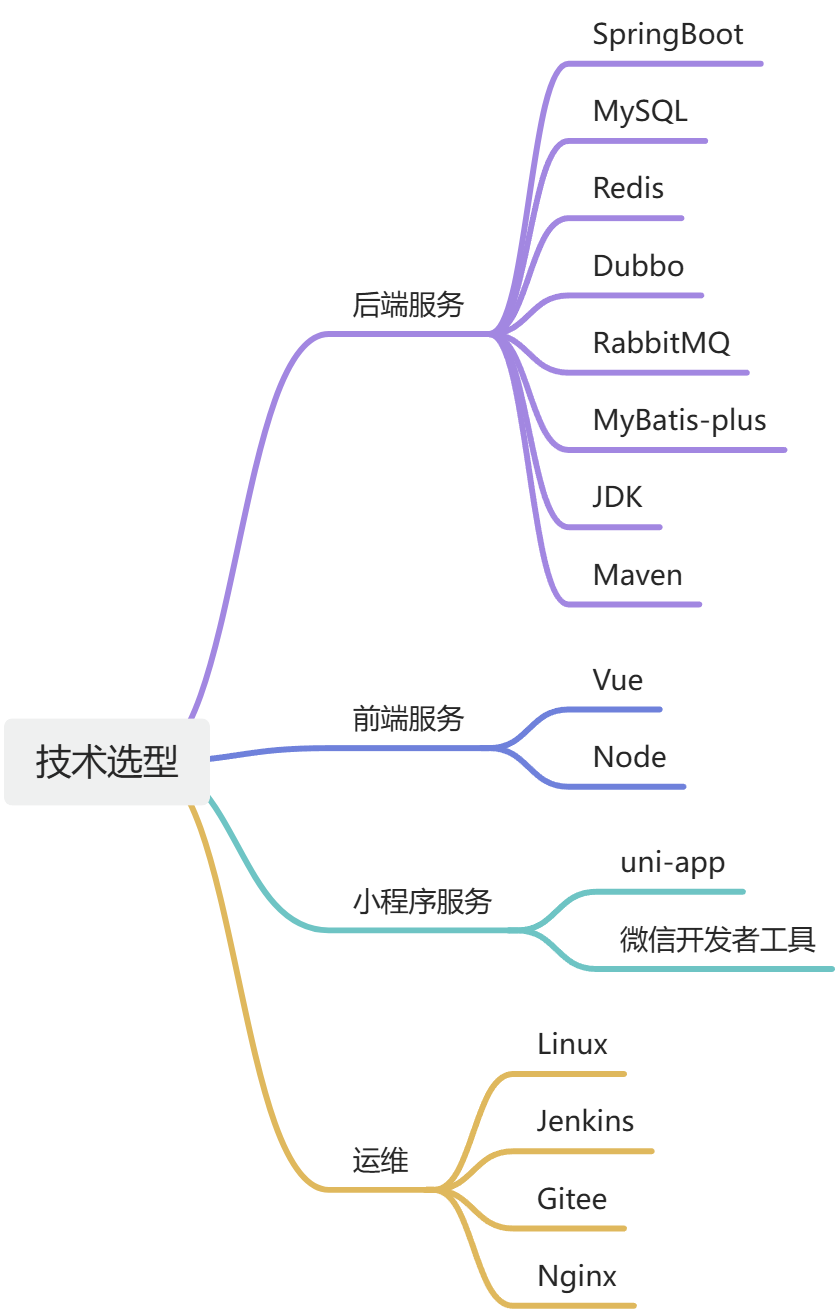 技术选型
后端服务
SpringBoot
MySQL
Redis
Dubbo
RabbitMQ
MyBatis-plus
JDK
Maven
前端服务
Vue
Node
小程序服务
uni-app
微信开发者工具
运维
Linux
Jenkins
Gitee
Nginx